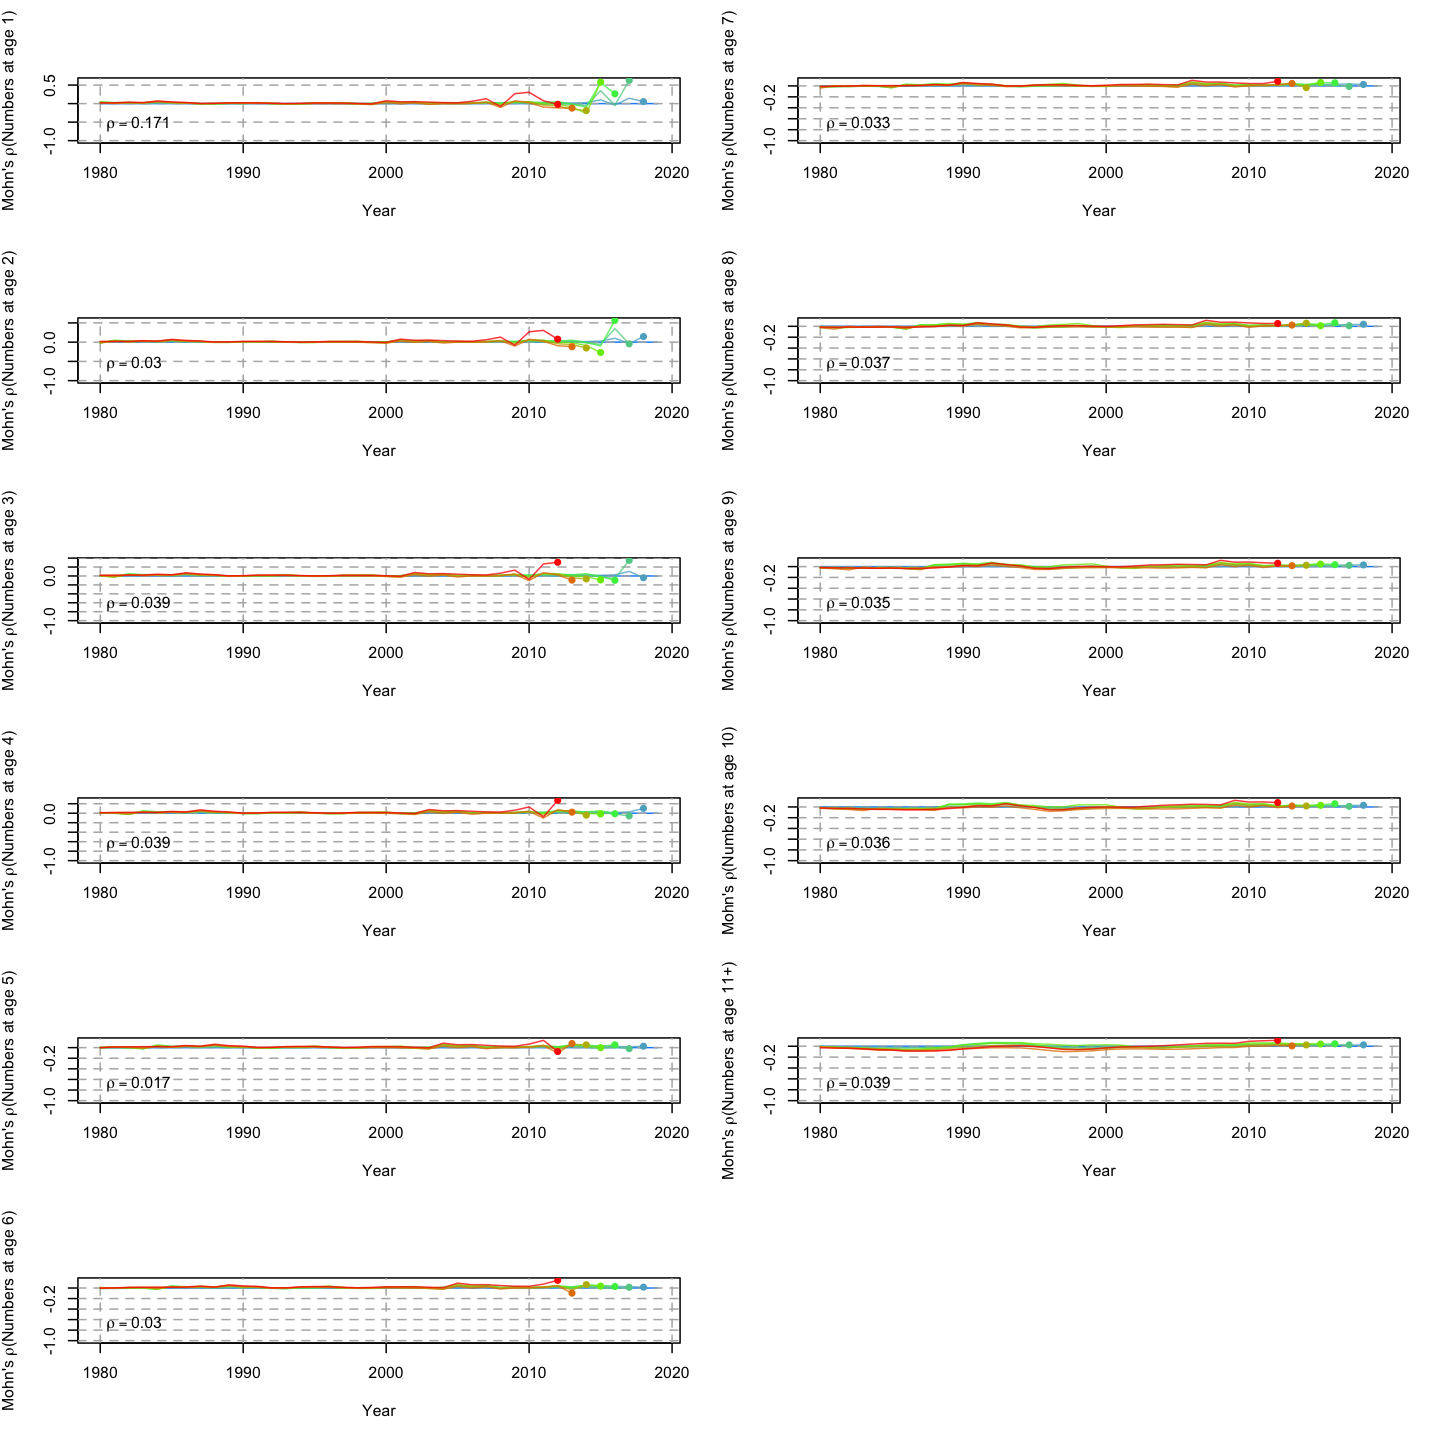 Mohn's ρ(Numbers at age 1)
0.5
-1.0
ρ = 0.171
1980 1990 2000 2010 2020
Year
Mohn's ρ(Numbers at age 2)
0.0
-1.0
ρ = 0.03
1980 1990 2000 2010 2020
Year
Mohn's ρ(Numbers at age 3)
0.0
-1.0
ρ = 0.039
1980 1990 2000 2010 2020
Year
Mohn's ρ(Numbers at age 4)
0.0
-1.0
ρ = 0.039
1980 1990 2000 2010 2020
Year
Mohn's ρ(Numbers at age 5)
-0.2
-1.0
ρ = 0.017
1980 1990 2000 2010 2020
Year
Mohn's ρ(Numbers at age 6)
-0.2
-1.0
ρ = 0.03
1980 1990 2000 2010 2020
Year
Mohn's ρ(Numbers at age 7)
-0.2
-1.0
ρ = 0.033
1980 1990 2000 2010 2020
Year
Mohn's ρ(Numbers at age 8)
-0.2
-1.0
ρ = 0.037
1980 1990 2000 2010 2020
Year
Mohn's ρ(Numbers at age 9)
-0.2
-1.0
ρ = 0.035
1980 1990 2000 2010 2020
Year
Mohn's ρ(Numbers at age 10)
-0.2
-1.0
ρ = 0.036
1980 1990 2000 2010 2020
Year
Mohn's ρ(Numbers at age 11+)
-0.2
-1.0
ρ = 0.039
1980 1990 2000 2010 2020
Year